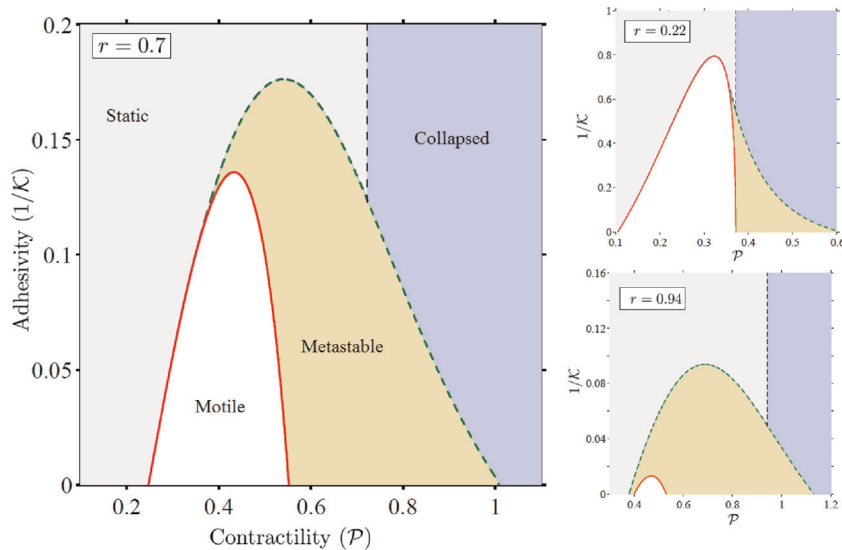 r = 0.7
Static
Collapsed
Metastable
Motile
Adhesivity (1/𝒦)
0.2
0.15
0.1
0.05
0
0.2 0.4 0.6 0.8 1
Contractility (𝒫)
r = 0.22
1/𝒦
1
0.8
0.6
0.4
0.2
0
0.1 0.2 0.3 0.4 0.5 0.6
𝒫
r = 0.94
1/𝒦
0.16
0.12
0.08
0.04
0
0.4 0.6 0.8 1 1.2
𝒫